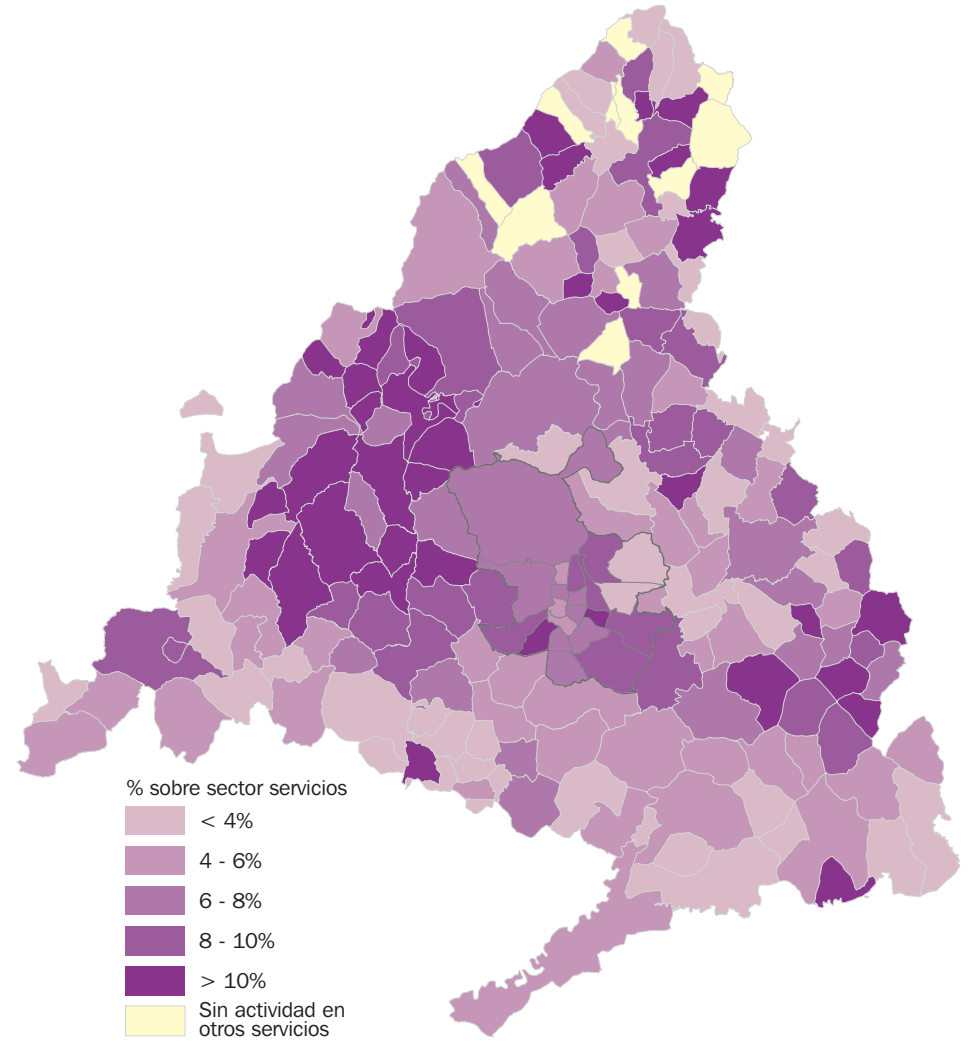 % sobre sector servicios
< 4%
4 - 6%
6 - 8%
8 - 10%
> 10%
Sin actividad en
otros servicios